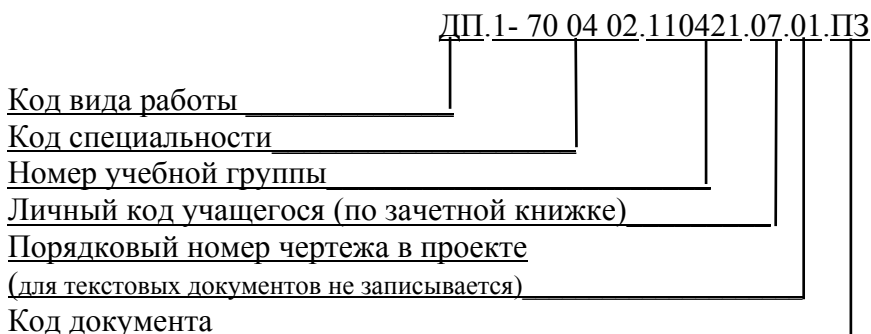 ДП.1- 70 04 02.110421.07.01.ПЗ
Код вида работы
Код специальности
Номер учебной группы
Личный код учащегося (по зачетной книжке)
Порядковый номер чертежа в проекте
(для текстовых документов не записывается)
Код документа